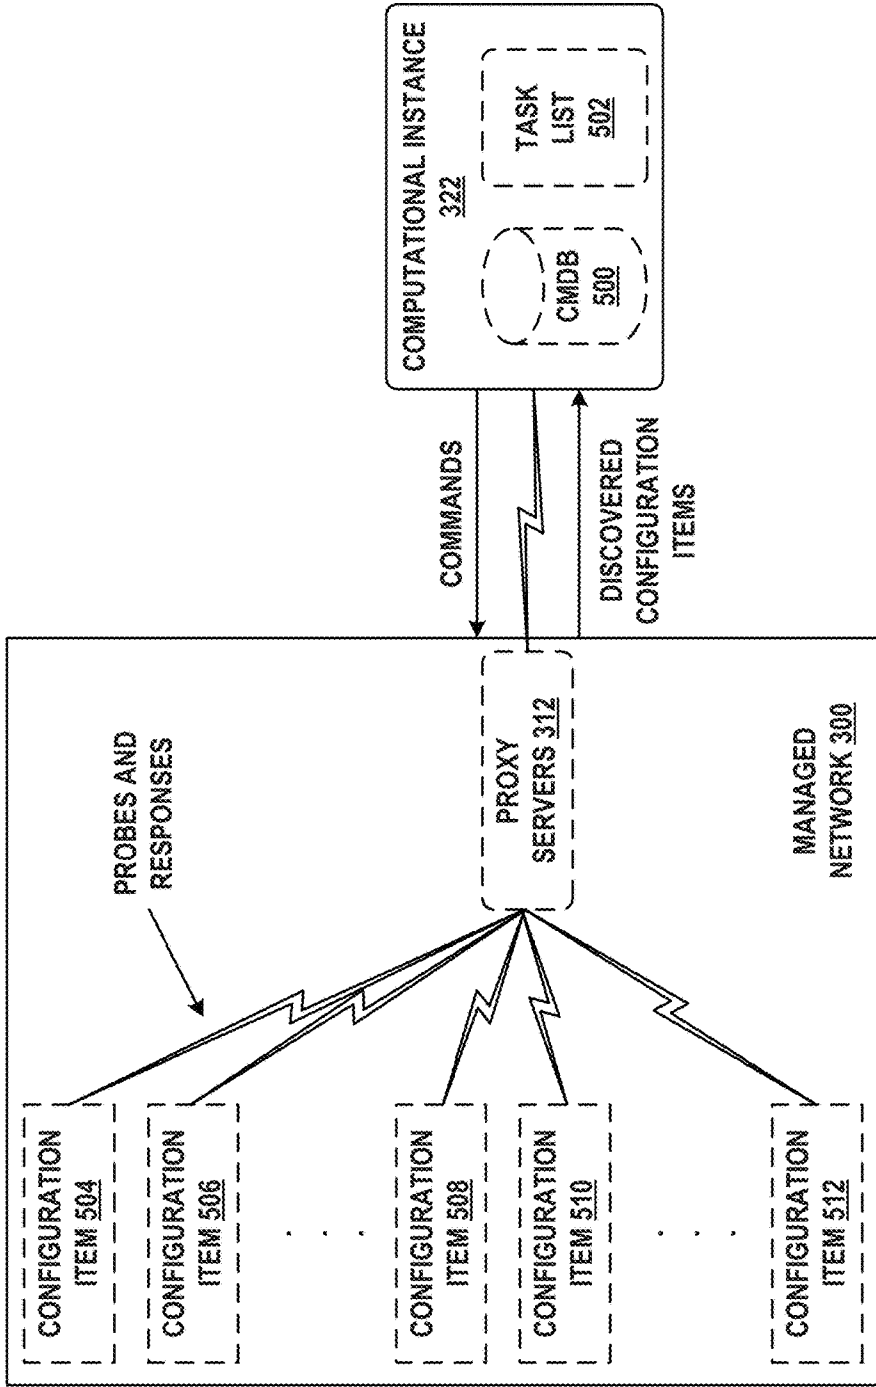 COMPUTATIONAL INSTANCE
322
CMDB
500
TASK
LIST
502
COMMANDS
DISCOVERED
CONFIGURATION
ITEMS
PROBES AND
RESPONSES
PROXY
SERVERS 312
MANAGED
NETWORK 300
CONFIGURATION
ITEM 504
CONFIGURATION
ITEM 506
. . .
CONFIGURATION
ITEM 508
CONFIGURATION
ITEM 510
. . .
CONFIGURATION
ITEM 512